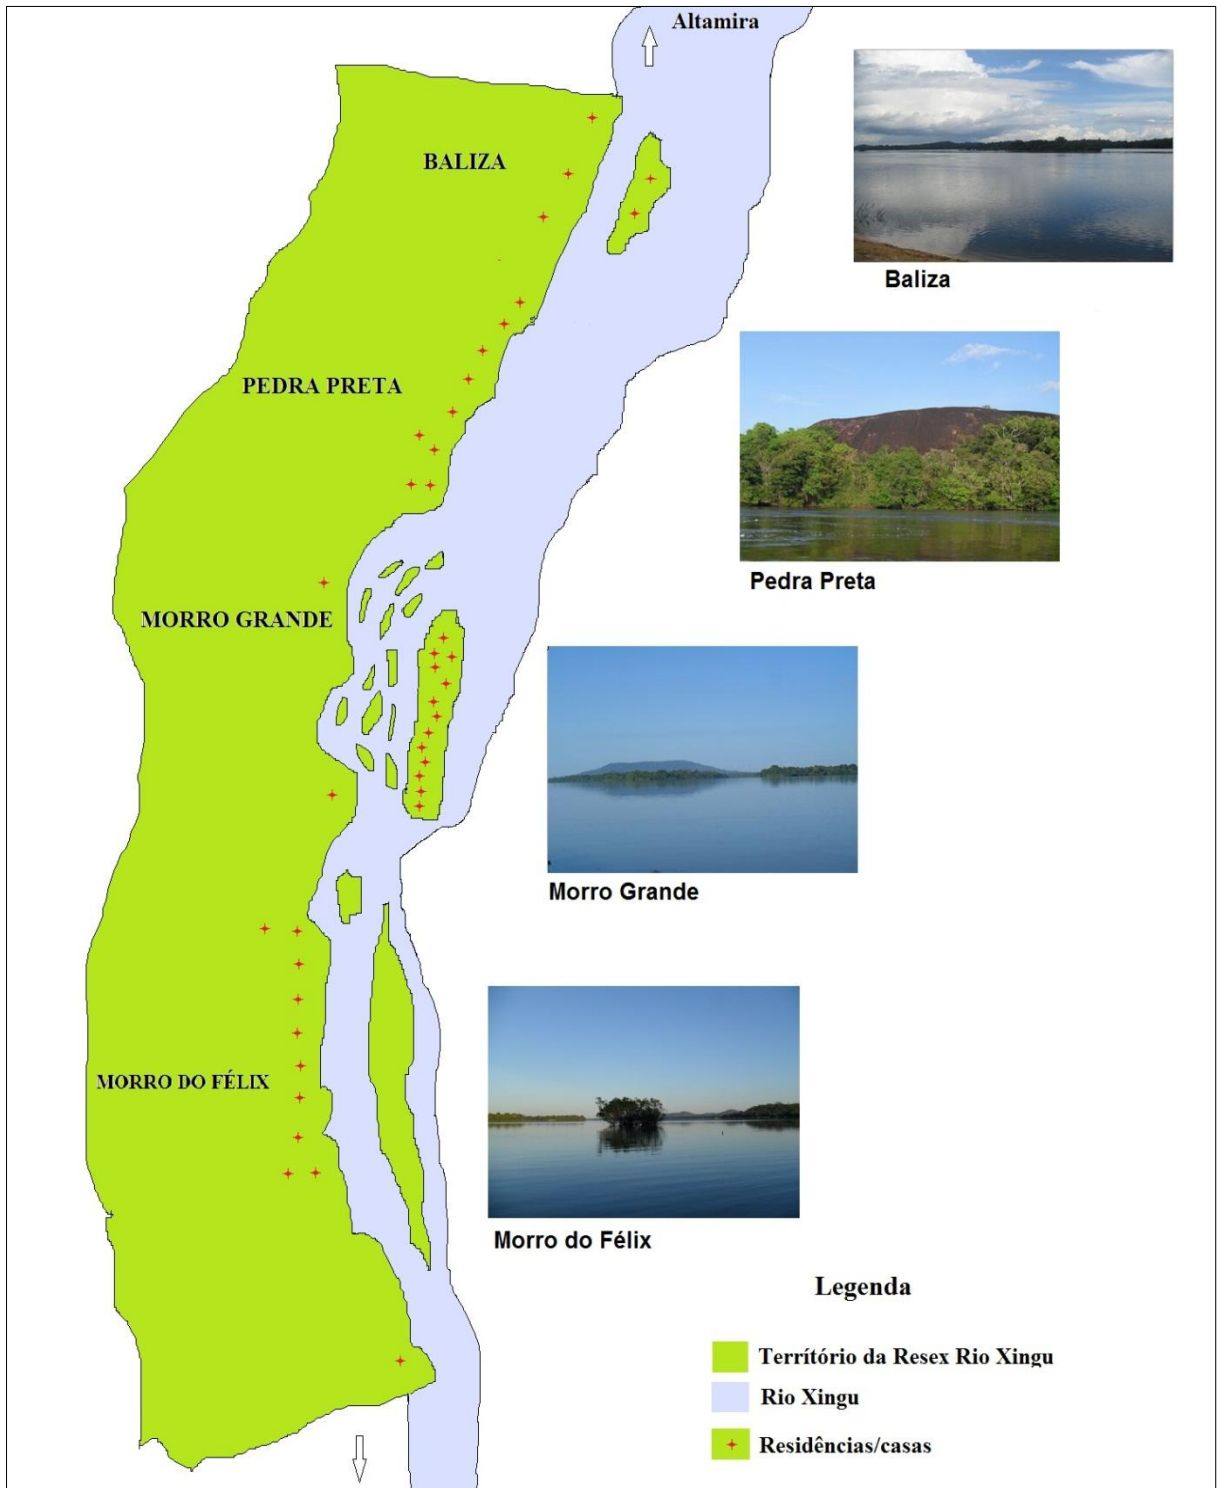 Altamira
BALIZA
Baliza
PEDRA PRETA
Pedra Preta
MORRO GRANDE
Morro Grande
MORRO DO FÉLIX
Morro do Félix
Legenda
Terrítório da Resex Rio Xingu
Rio Xingu
Residências/casas